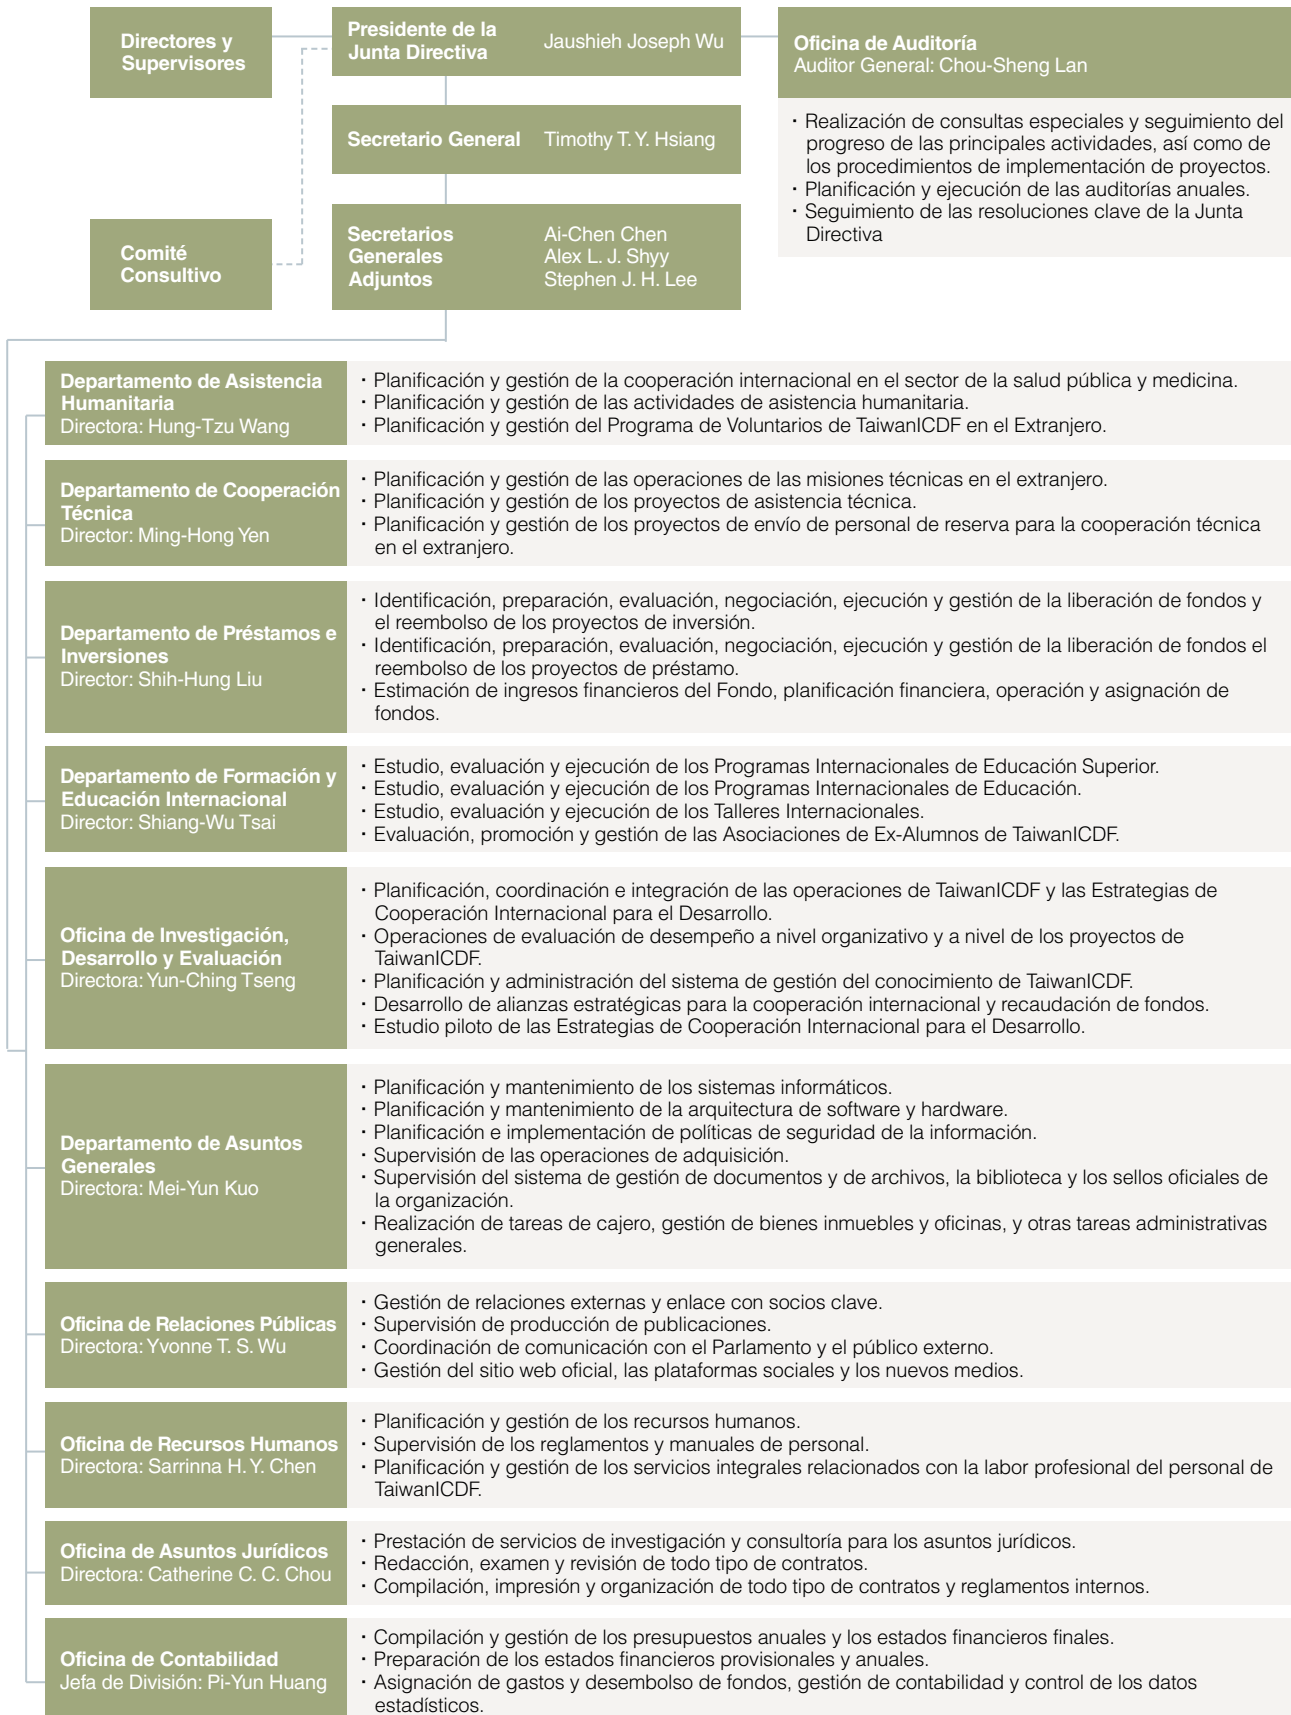 Directores y
Supervisores
Presidente de la
Junta Directiva
Jaushieh Joseph Wu
Oficina de Auditoría
Auditor General: Chou-Sheng Lan
· Realización de consultas especiales y seguimiento del
progreso de las principales actividades, así como de
los procedimientos de implementación de proyectos.
· Planificación y ejecución de las auditorías anuales.
· Seguimiento de las resoluciones clave de la Junta
Directiva
Secretario General
Timothy T. Y. Hsiang
Comité
Consultivo
Secretarios
Generales
Adjuntos
Ai-Chen Chen
Alex L. J. Shyy
Stephen J. H. Lee
Departamento de Asistencia
Humanitaria
Directora: Hung-Tzu Wang
· Planificación y gestión de la cooperación internacional en el sector de la salud pública y medicina.
· Planificación y gestión de las actividades de asistencia humanitaria.
· Planificación y gestión del Programa de Voluntarios de TaiwanICDF en el Extranjero.
Departamento de Cooperación
Técnica
Director: Ming-Hong Yen
· Planificación y gestión de las operaciones de las misiones técnicas en el extranjero.
· Planificación y gestión de los proyectos de asistencia técnica.
· Planificación y gestión de los proyectos de envío de personal de reserva para la cooperación técnica
en el extranjero.
Departamento de Préstamos e
Inversiones
Director: Shih-Hung Liu
· Identificación, preparación, evaluación, negociación, ejecución y gestión de la liberación de fondos y
el reembolso de los proyectos de inversión.
· Identificación, preparación, evaluación, negociación, ejecución y gestión de la liberación de fondos el
reembolso de los proyectos de préstamo.
· Estimación de ingresos financieros del Fondo, planificación financiera, operación y asignación de
fondos.
Departamento de Formación y
Educación Internacional
Director: Shiang-Wu Tsai
· Estudio, evaluación y ejecución de los Programas Internacionales de Educación Superior.
· Estudio, evaluación y ejecución de los Programas Internacionales de Educación.
· Estudio, evaluación y ejecución de los Talleres Internacionales.
· Evaluación, promoción y gestión de las Asociaciones de Ex-Alumnos de TaiwanICDF.
Oficina de Investigación,
Desarrollo y Evaluación
Directora: Yun-Ching Tseng
· Planificación, coordinación e integración de las operaciones de TaiwanICDF y las Estrategias de
Cooperación Internacional para el Desarrollo.
· Operaciones de evaluación de desempeño a nivel organizativo y a nivel de los proyectos de
TaiwanICDF.
· Planificación y administración del sistema de gestión del conocimiento de TaiwanICDF.
· Desarrollo de alianzas estratégicas para la cooperación internacional y recaudación de fondos.
· Estudio piloto de las Estrategias de Cooperación Internacional para el Desarrollo.
Departamento de Asuntos
Generales
Directora: Mei-Yun Kuo
· Planificación y mantenimiento de los sistemas informáticos.
· Planificación y mantenimiento de la arquitectura de software y hardware.
· Planificación e implementación de políticas de seguridad de la información.
· Supervisión de las operaciones de adquisición.
· Supervisión del sistema de gestión de documentos y de archivos, la biblioteca y los sellos oficiales de
la organización.
· Realización de tareas de cajero, gestión de bienes inmuebles y oficinas, y otras tareas administrativas
generales.
Oficina de Relaciones Públicas
Directora: Yvonne T. S. Wu
· Gestión de relaciones externas y enlace con socios clave.
· Supervisión de producción de publicaciones.
· Coordinación de comunicación con el Parlamento y el público externo.
· Gestión del sitio web oficial, las plataformas sociales y los nuevos medios.
Oficina de Recursos Humanos
Directora: Sarrinna H. Y. Chen
· Planificación y gestión de los recursos humanos.
· Supervisión de los reglamentos y manuales de personal.
· Planificación y gestión de los servicios integrales relacionados con la labor profesional del personal de
TaiwanICDF.
Oficina de Asuntos Jurídicos
Directora: Catherine C. C. Chou
· Prestación de servicios de investigación y consultoría para los asuntos jurídicos.
· Redacción, examen y revisión de todo tipo de contratos.
· Compilación, impresión y organización de todo tipo de contratos y reglamentos internos.
Oficina de Contabilidad
Jefa de División: Pi-Yun Huang
· Compilación y gestión de los presupuestos anuales y los estados financieros finales.
· Preparación de los estados financieros provisionales y anuales.
· Asignación de gastos y desembolso de fondos, gestión de contabilidad y control de los datos
estadísticos.